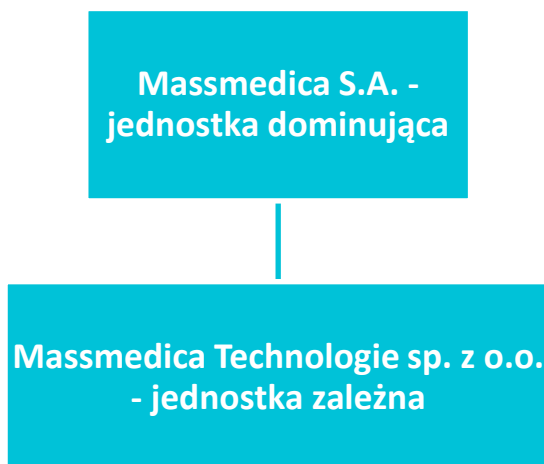 Massmedica S.A. -
jednostka dominująca
Massmedica Technologie sp. z o.o.
- jednostka zależna